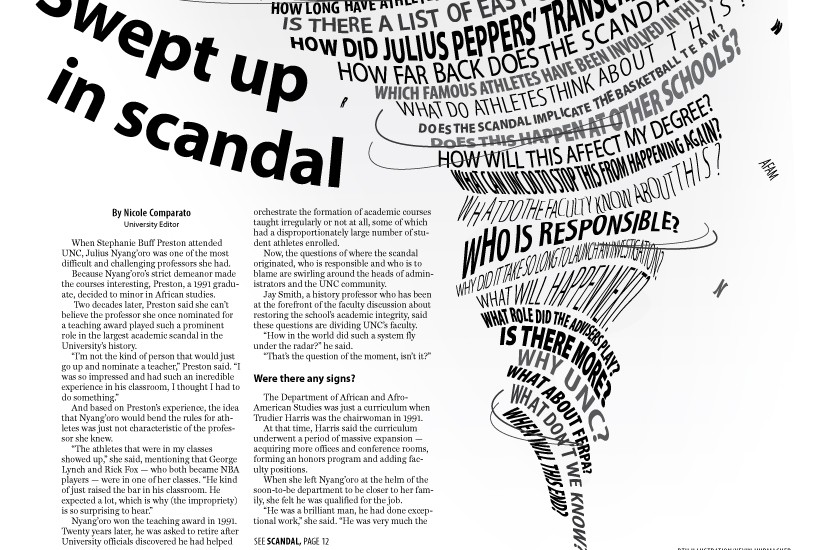 Swept up
in scandal
By Nicole Comparato
University Editor
When Stephanie Buff Preston attended
UNC, Julius Nyang'oro was one of the most
difficult and challenging professors she had.
Because Nyang'oro's strict demeanor made
the courses interesting, Preston, a 1991 gradu-
ate, decided to minor in African studies.
Two decades later, Preston said she can't
believe the professor she once nominated for
a teaching award played such a prominent
role in the largest academic scandal in the
University's history.
"I'm not the kind of person that would just
go up and nominate a teacher," Preston said. "I
was so impressed and had such an incredible
experience in his classroom, I thought I had to
do something."
And based on Preston's experience, the idea
that Nyang'oro would bend the rules for ath-
letes was just not characteristic of the profes-
sor she knew.
"The athletes that were in my classes
showed up," she said, mentioning that George
Lynch and Rick Fox — who both became NBA
players — were in one of her classes. "He kind
of just raised the bar in his classroom. He
expected a lot, which is why (the impropriety)
is so surprising to hear."
Nyang'oro won the teaching award in 1991.
Twenty years later, he was asked to retire after
University officials discovered he had helped
orchestrate the formation of academic courses
taught irregularly or not at all, some of which
had a disproportionately large number of stu-
dent athletes enrolled.
Now, the questions of where the scandal
originated, who is responsible and who is to
blame are swirling around the heads of admin-
istrators and the UNC community.
Jay Smith, a history professor who has been
at the forefront of the faculty discussion about
restoring the school's academic integrity, said
these questions are dividing UNC's faculty.
"How in the world did such a system fly
under the radar?" he said.
"That's the question of the moment, isn't it?"
Were there any signs?
The Department of African and Afro-
American Studies was just a curriculum when
Trudier Harris was the chairwoman in 1991.
At that time, Harris said the curriculum
underwent a period of massive expansion —
acquiring more offices and conference rooms,
forming an honors program and adding fac-
ulty positions.
When she left Nyang'oro at the helm of the
soon-to-be department to be closer to her fam-
ily, she felt he was qualified for the job.
"He was a brilliant man, he had done excep-
tional work," she said. "He was very much the
SEE SCANDAL, PAGE 12
HOW LONG HAVE
IS THERE A LIST OF EASY
HOW DID JULIUS PEPPERS' TRANSCRIPT
HOW FAR BACK DOES THE SCANDAL
WHICH FAMOUS ATHLETES HAVE BEEN INVOLVED IN THIS
WHAT DO ATHLETES THINK ABOUT THIS?
DOES THE SCANDAL IMPLICATE THE BASKETBALL TEAM?
DOES THIS HAPPEN AT OTHER SCHOOLS?
HOW WILL THIS AFFECT MY DEGREE?
WHAT CAN UNC DO TO STOP THIS FROM HAPPENING AGAIN?
WHAT DO THE FACULTY KNOW ABOUT THIS?
WHO IS RESPONSIBLE?
WHY DID IT TAKE SO LONG TO LAUNCH AN INVESTIGATION?
WHAT WILL HAPPEN NEXT?
WHAT ROLE DID THE ADVISERS PLAY?
IS THERE MORE?
WHY UNC?
WHAT ABOUT FERPA?
WHAT DON'T WE KNOW?
WHEN WILL THIS END?
AFAM